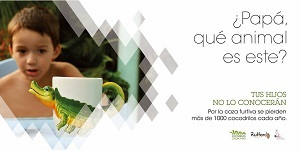 ¿Papá,
qué animal
es este?
TUS HIJOS
NO LO CONOCERÁN
Por la caza furtiva se pierden
más de 1000 cocodrilos cada año.